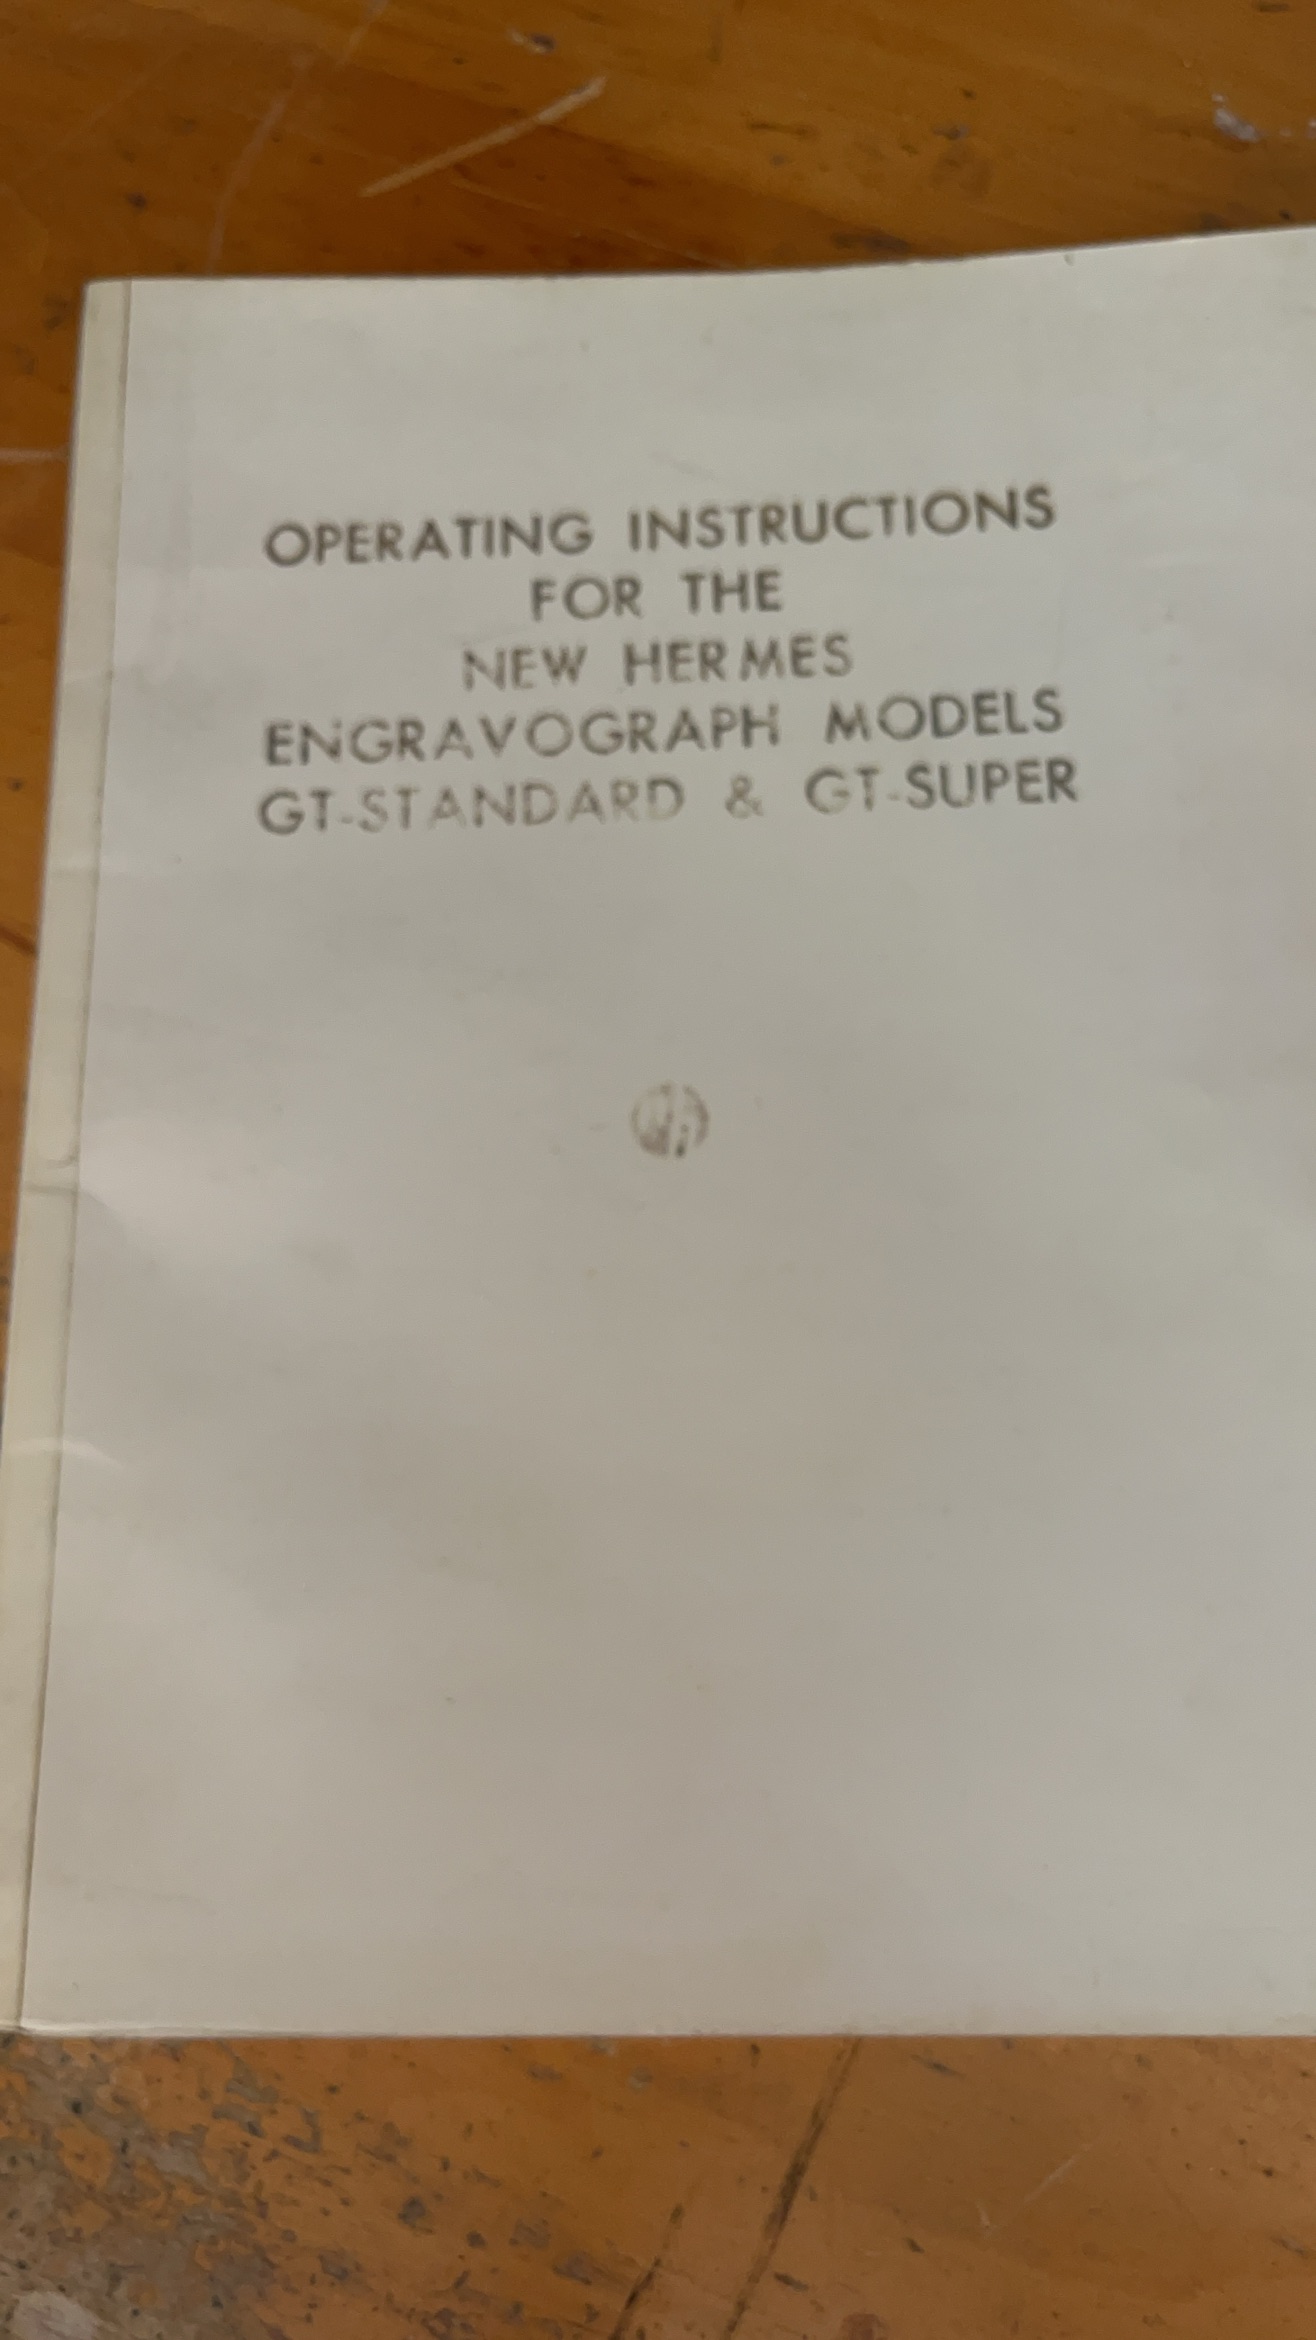 OPERATING INSTRUCTIONS
FOR THE
NEW HERMES
ENGRAVOGRAPH MODELS
GT-STANDARD & GT-SUPER